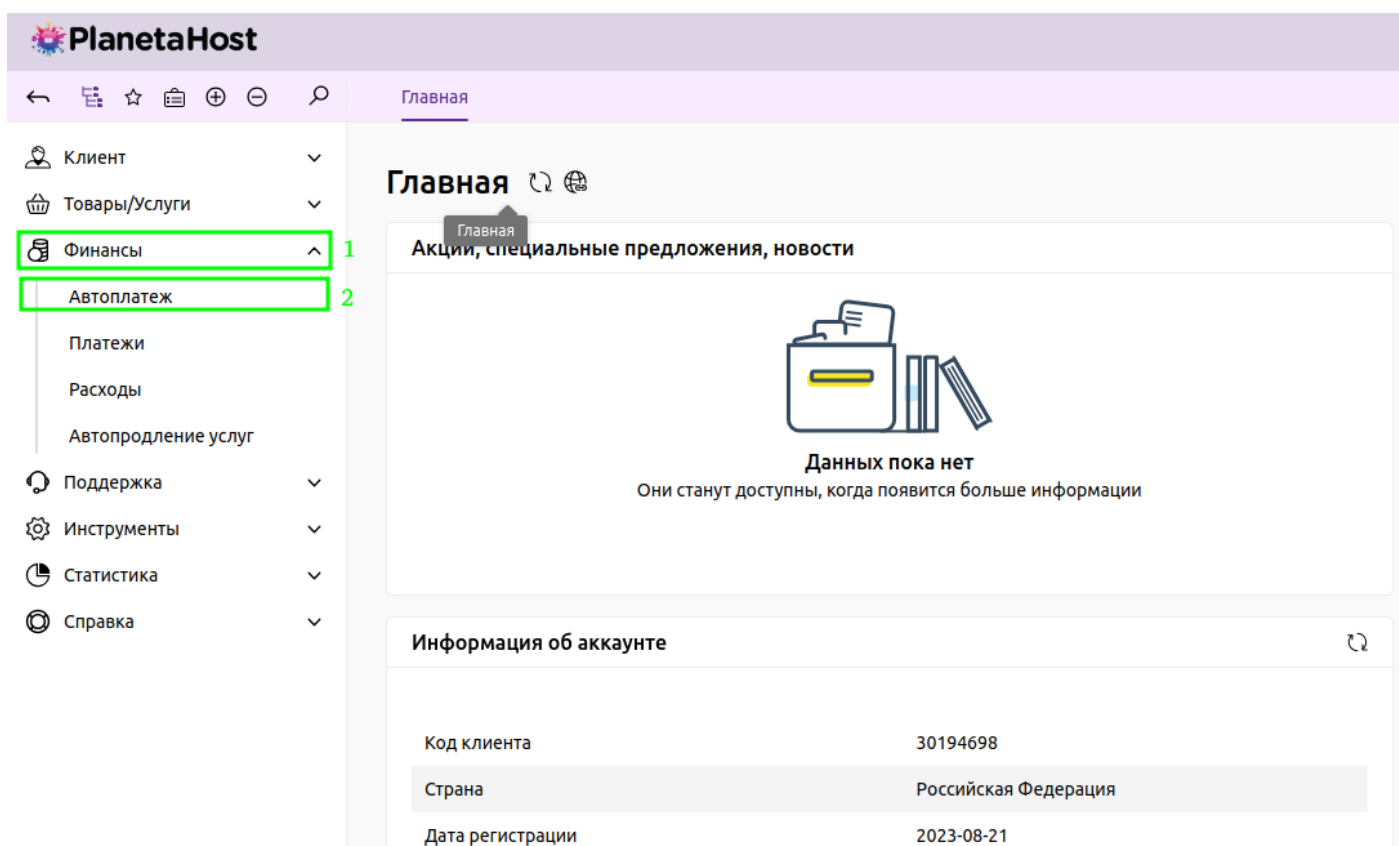 PlanetaHost
Главная
Клиент
Товары/Услуги
Финансы 1
Автоплатеж 2
Платежи
Расходы
Автопродление услуг
Поддержка
Инструменты
Статистика
Справка
Главная
Главная
Акции, специальные предложения, новости
Данных пока нет
Они станут доступны, когда появится больше информации
Информация об аккаунте
Код клиента 30194698
Страна Российская Федерация
Дата регистрации 2023-08-21